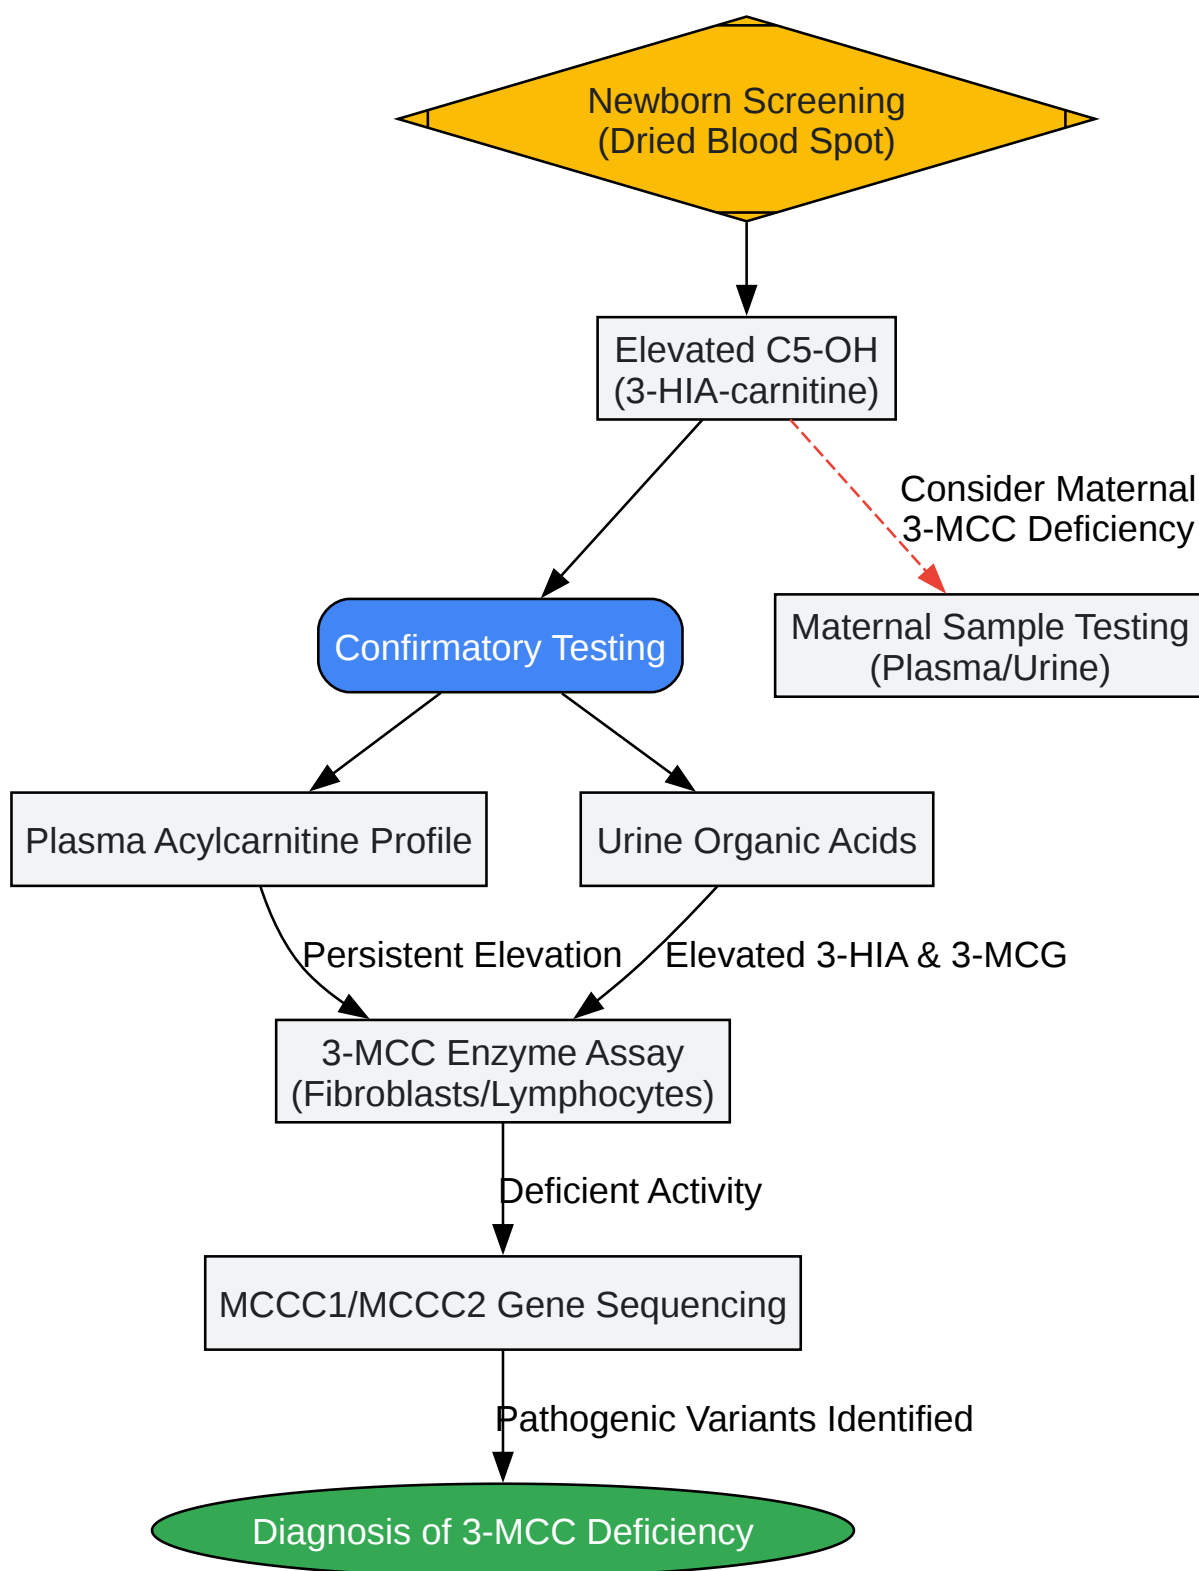 Newborn Screening
(Dried Blood Spot)
Elevated C5-OH
(3-HIA-carnitine)
Consider Maternal
3-MCC Deficiency
Confirmatory Testing
Maternal Sample Testing
(Plasma/Urine)
Plasma Acylcarnitine Profile
Urine Organic Acids
Persistent Elevation
Elevated 3-HIA & 3-MCG
3-MCC Enzyme Assay
(Fibroblasts/Lymphocytes)
Deficient Activity
MCCC1/MCCC2 Gene Sequencing
Pathogenic Variants Identified
Diagnosis of 3-MCC Deficiency